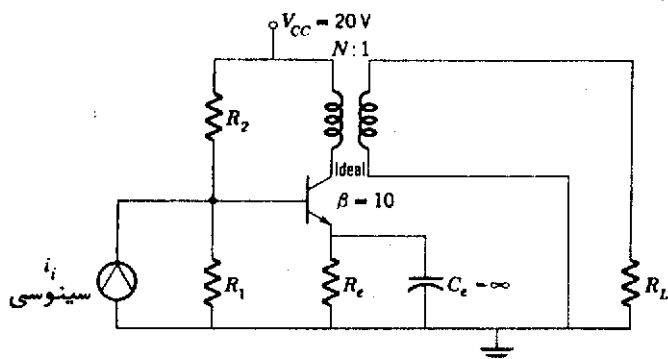 V_CC = 20 V
N : 1
R_2
Ideal
β = 10
i_i
سینوسی
R_1
R_e
C_e = ∞
R_L